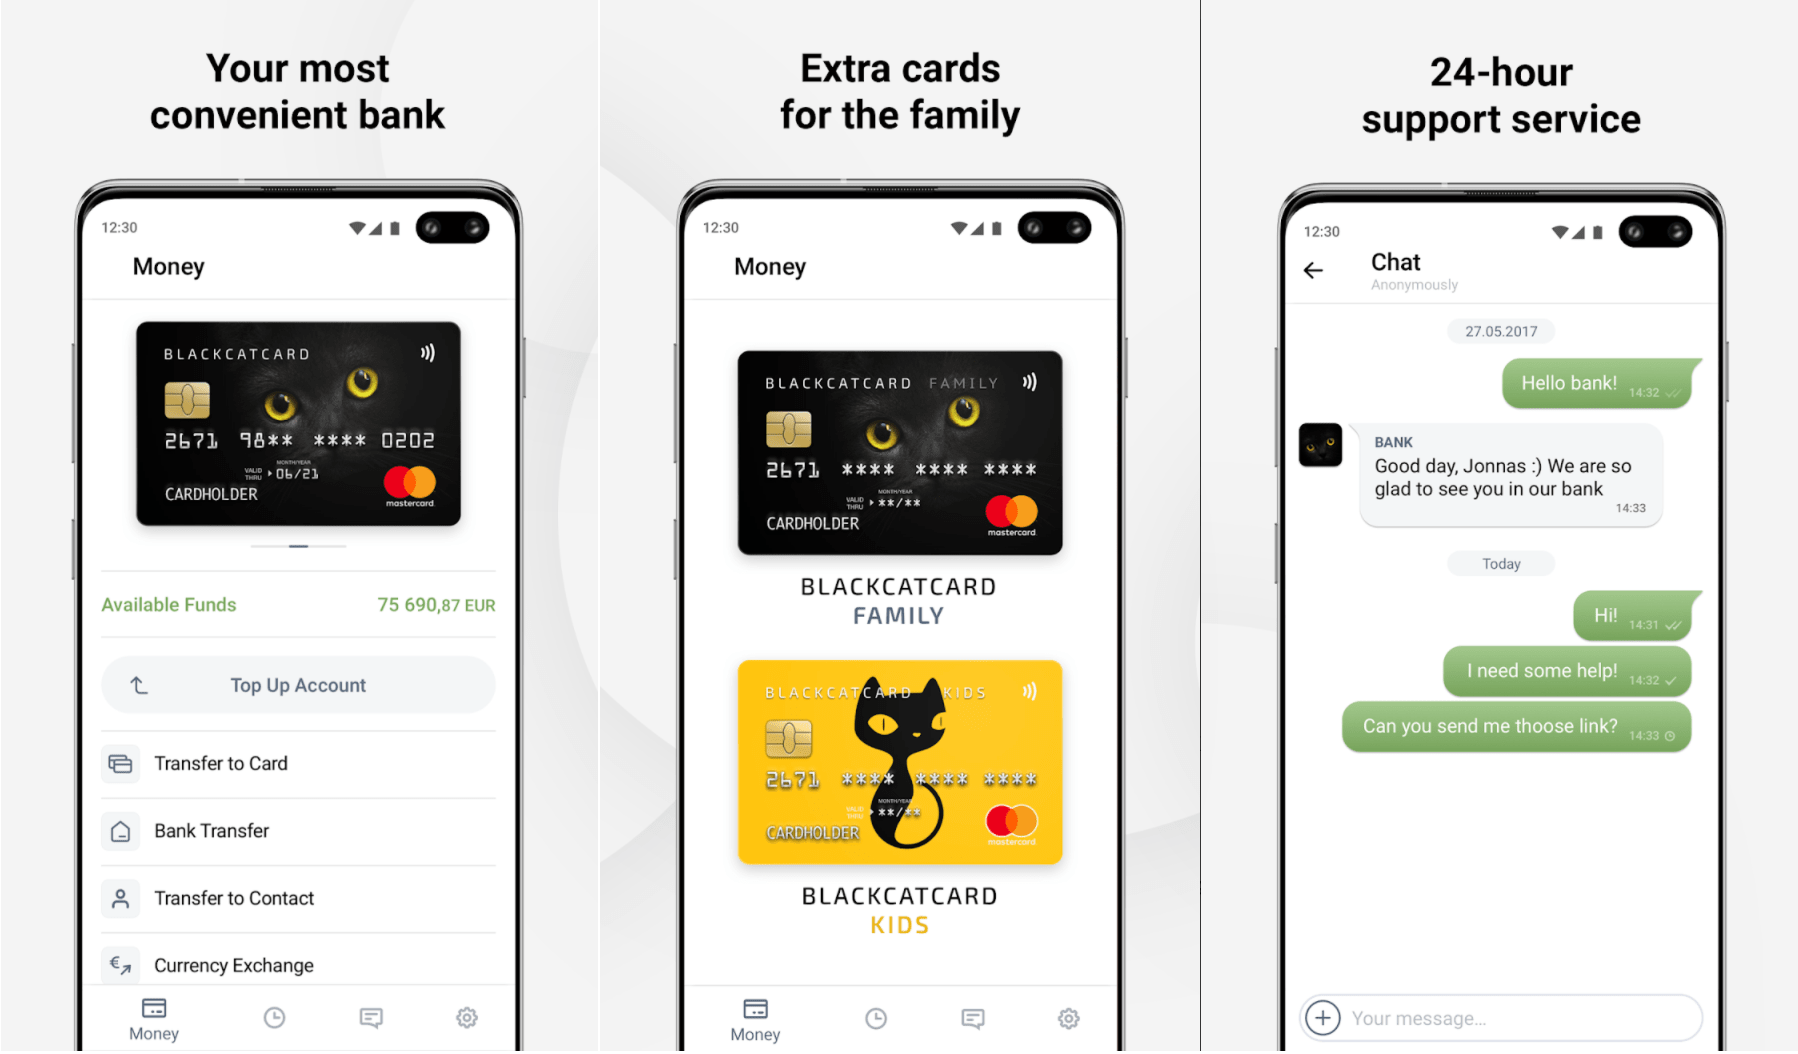 Your most
convenient bank
12:30
Money
BLACKCATCARD
2671 98** **** 0202
MONTH/YEAR
VALID THRU 06/21
CARDHOLDER
mastercard
Available Funds 75 690,87 EUR
Top Up Account
Transfer to Card
Bank Transfer
Transfer to Contact
Currency Exchange
Money
Extra cards
for the family
12:30
Money
BLACKCATCARD FAMILY
2671 **** **** ****
MONTH/YEAR
VALID THRU **/**
CARDHOLDER
mastercard
BLACKCATCARD
FAMILY
BLACKCATCARD KIDS
2671 **** **** ****
MONTH/YEAR
VALID THRU **/**
CARDHOLDER
mastercard
BLACKCATCARD
KIDS
Money
24-hour
support service
12:30
Chat
Anonymously
27.05.2017
Hello bank! 14:32
BANK
Good day, Jonnas :) We are so
glad to see you in our bank
14:33
Today
Hi! 14:31
I need some help! 14:32
Can you send me thoose link? 14:33
Your message...